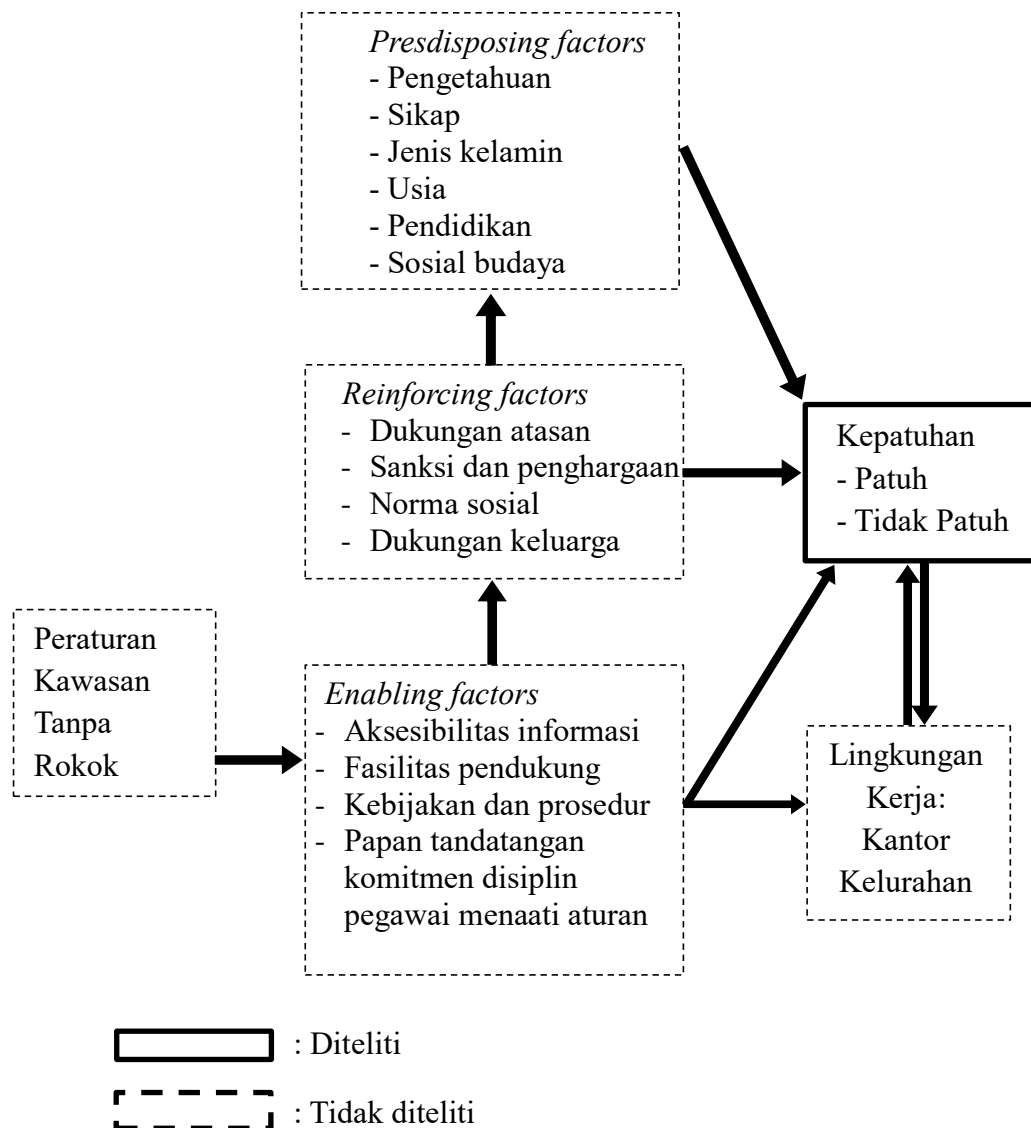 Presdisposing factors
- Pengetahuan
- Sikap
- Jenis kelamin
- Usia
- Pendidikan
- Sosial budaya
Reinforcing factors
- Dukungan atasan
- Sanksi dan penghargaan
- Norma sosial
- Dukungan keluarga
Kepatuhan
- Patuh
- Tidak Patuh
Peraturan
Kawasan
Tanpa
Rokok
Enabling factors
- Aksesibilitas informasi
- Fasilitas pendukung
- Kebijakan dan prosedur
- Papan tandatangan
komitmen disiplin
pegawai menaati aturan
Lingkungan
Kerja:
Kantor
Kelurahan
: Diteliti
: Tidak diteliti